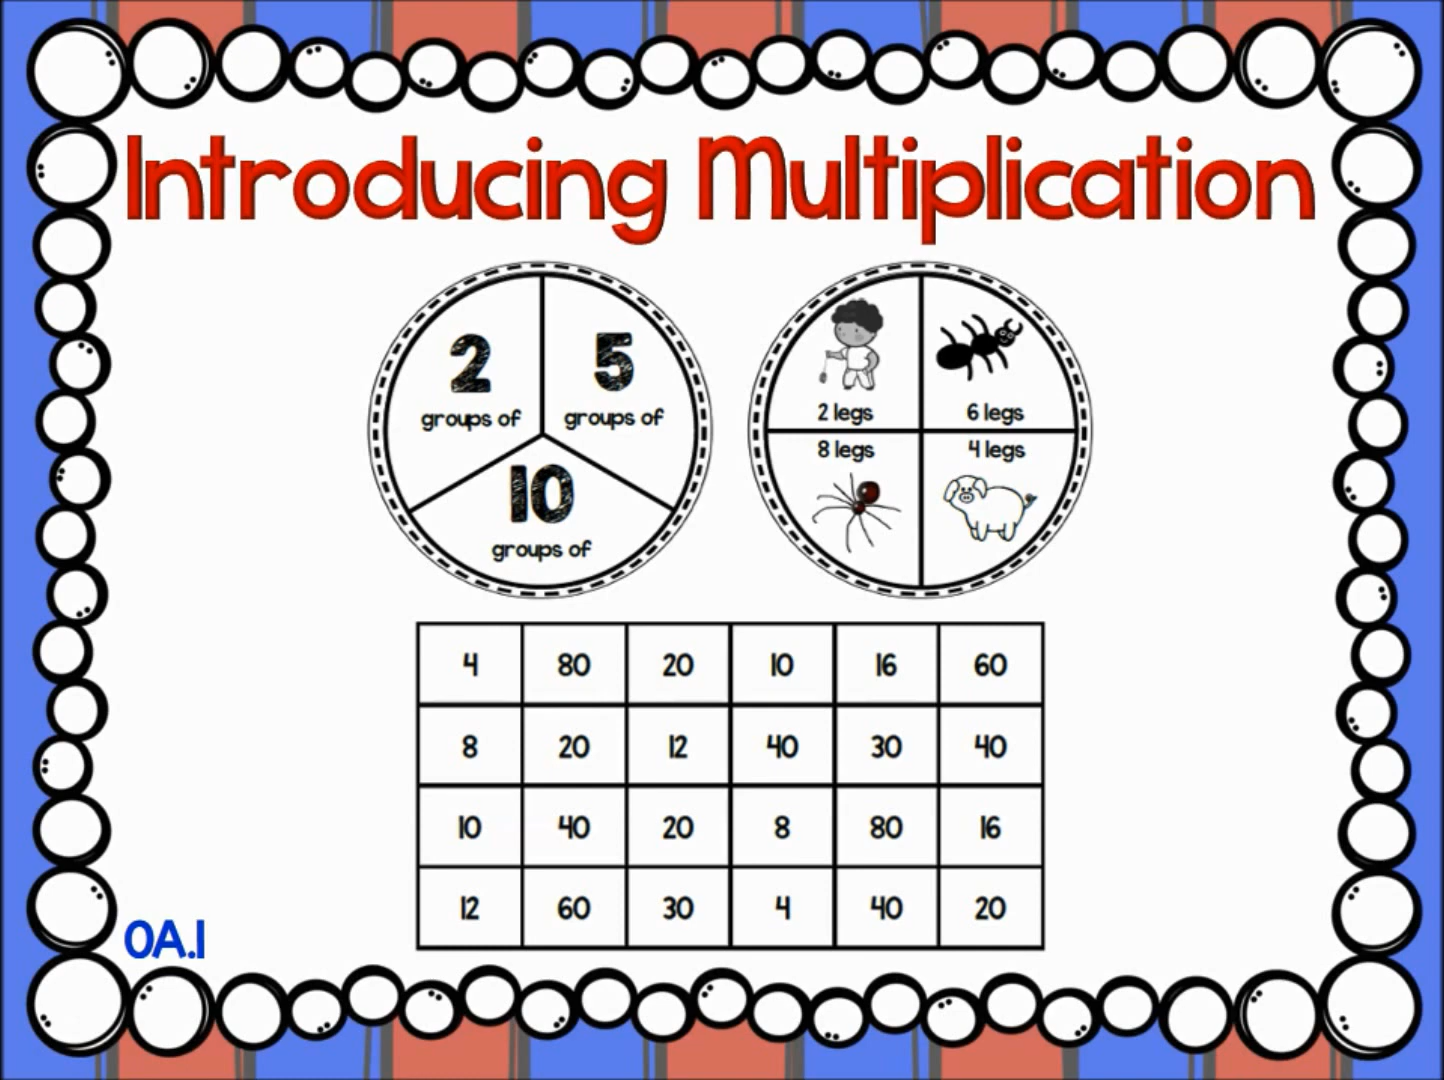 Introducing Multiplication
2
groups of
5
groups of
10
groups of
2 legs
6 legs
8 legs
4 legs
4 80 20 10 16 60
8 20 12 40 30 40
10 40 20 8 80 16
12 60 30 4 40 20
OA.1